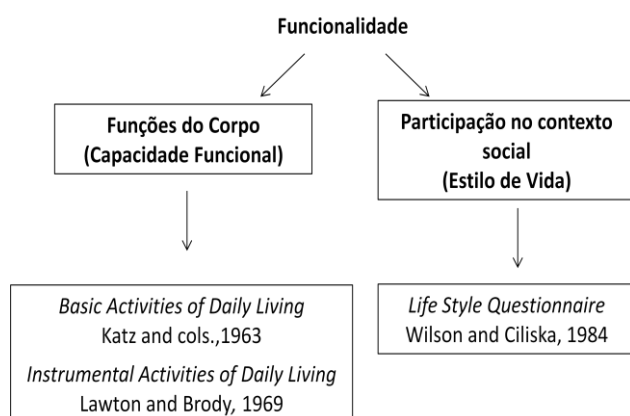 Funcionalidade
Funções do Corpo
(Capacidade Funcional)
Participação no contexto
social
(Estilo de Vida)
Basic Activities of Daily Living
Katz and cols.,1963
Instrumental Activities of Daily Living
Lawton and Brody, 1969
Life Style Questionnaire
Wilson and Ciliska, 1984